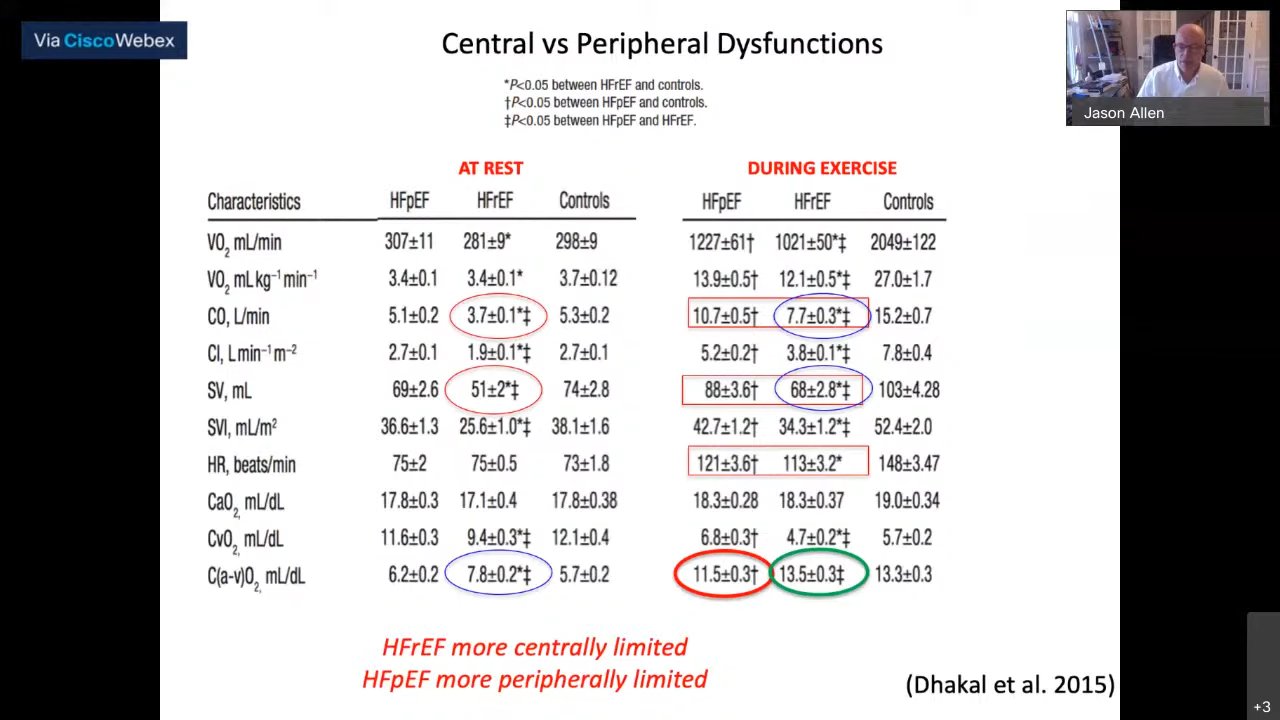 Via Cisco Webex
Central vs Peripheral Dysfunctions
Jason Allen
*P<0.05 between HFrEF and controls.
†P<0.05 between HFpEF and controls.
‡P<0.05 between HFpEF and HFrEF.
AT REST DURING EXERCISE
Characteristics HFpEF HFrEF Controls HFpEF HFrEF Controls
VO₂ mL/min 307±11 281±9* 298±9 1227±61† 1021±50*‡ 2049±122
VO₂ mL kg⁻¹ min⁻¹ 3.4±0.1 3.4±0.1* 3.7±0.12 13.9±0.5† 12.1±0.5*‡ 27.0±1.7
CO, L/min 5.1±0.2 3.7±0.1*‡ 5.3±0.2 10.7±0.5† 7.7±0.3*‡ 15.2±0.7
CI, L min⁻¹ m⁻² 2.7±0.1 1.9±0.1*‡ 2.7±0.1 5.2±0.2† 3.8±0.1*‡ 7.8±0.4
SV, mL 69±2.6 51±2*‡ 74±2.8 88±3.6† 68±2.8*‡ 103±4.28
SVI, mL/m² 36.6±1.3 25.6±1.0*‡ 38.1±1.6 42.7±1.2† 34.3±1.2*‡ 52.4±2.0
HR, beats/min 75±2 75±0.5 73±1.8 121±3.6† 113±3.2* 148±3.47
CaO₂, mL/dL 17.8±0.3 17.1±0.4 17.8±0.38 18.3±0.28 18.3±0.37 19.0±0.34
CvO₂, mL/dL 11.6±0.3 9.4±0.3*‡ 12.1±0.4 6.8±0.3† 4.7±0.2*‡ 5.7±0.2
C(a-v)O₂, mL/dL 6.2±0.2 7.8±0.2*‡ 5.7±0.2 11.5±0.3† 13.5±0.3‡ 13.3±0.3
HFrEF more centrally limited
HFpEF more peripherally limited
(Dhakal et al. 2015)
+3